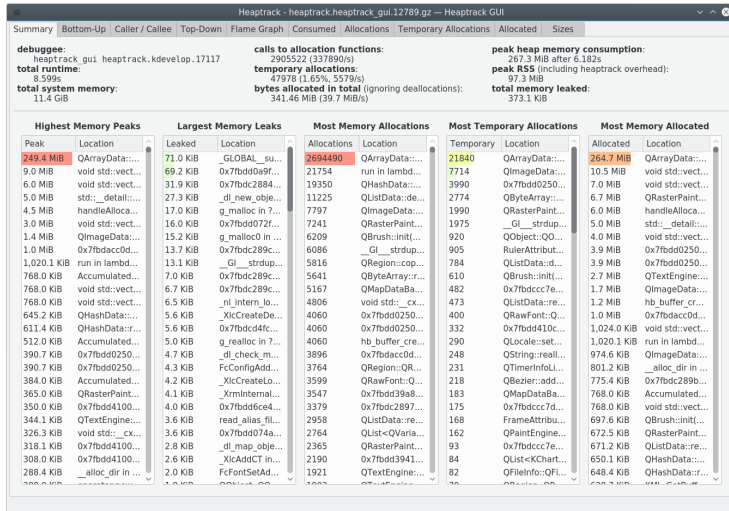 Heaptrack - heaptrack.heaptrack_gui.12789.gz — Heaptrack GUI
Summary Bottom-Up Caller / Callee Top-Down Flame Graph Consumed Allocations Temporary Allocations Allocated Sizes
debuggee: calls to allocation functions: peak heap memory consumption:
heaptrack_gui heaptrack.kdevelop.17117 2905522 (337890/s) 267.3 MiB after 6.182s
total runtime: temporary allocations: peak RSS (including heaptrack overhead):
8.599s 47978 (1.65%, 5579/s) 97.3 MiB
total system memory: bytes allocated in total (ignoring deallocations): total memory leaked:
11.4 GiB 341.46 MiB (39.7 MiB/s) 373.1 KiB
Highest Memory Peaks Largest Memory Leaks Most Memory Allocations Most Temporary Allocations Most Memory Allocated
Peak Location Leaked Location Allocations Location Temporary Location Allocated Location
249.4 MiB QArrayData::... 71.0 KiB _GLOBAL__su... 2694490 QArrayData::... 21840 QArrayData::... 264.7 MiB QArrayData::...
9.0 MiB void std::vect... 69.2 KiB 0x7fbdd0a9f... 21754 run in lambd... 7714 QImageData:... 10.5 MiB void std::vect...
7.0 MiB void std::vect... 31.9 KiB 0x7fbdc2884... 19350 QHashData::... 3990 0x7fbdd0250... 7.0 MiB void std::vect...
5.0 MiB std::__detail::... 27.3 KiB _dl_new_obje... 11225 QListData::de... 2774 QByteArray::... 6.7 MiB QRasterPaint...
4.5 MiB handleAlloca... 17.0 KiB g_malloc in ?... 7797 QImageData:... 1990 QRasterPaint... 6.0 MiB handleAlloca...
3.0 MiB void std::vect... 16.0 KiB 0x7fbdd072f... 7241 QRasterPaint... 1975 __GI___strdup... 5.0 MiB std::__detail::...
1.4 MiB QImageData:... 15.2 KiB g_malloc0 in ... 6209 QBrush::init(... 920 QObject::QO... 4.0 MiB void std::vect...
1.0 MiB 0x7fbdacc0d... 13.7 KiB 0x7fbdc289c... 6086 __GI___strdup... 905 RulerAttribut... 3.9 MiB 0x7fbdd0250...
1,020.1 KiB run in lambd... 13.1 KiB __GI___strdup... 5816 QRegion::cop... 784 QListData::d... 3.9 MiB 0x7fbdd0250...
768.0 KiB Accumulated... 7.0 KiB 0x7fbdc289c... 5641 QByteArray::r... 610 QBrush::init(... 2.7 MiB QTextEngine:...
768.0 KiB void std::vect... 6.7 KiB 0x7fbdc289c... 5167 QMapDataBa... 482 0x7fbdccc7e... 1.7 MiB QImageData:...
768.0 KiB void std::vect... 6.5 KiB _nl_intern_lo... 4806 void std::__cx... 473 QListData::re... 1.2 MiB hb_buffer_cr...
645.2 KiB QHashData::... 5.6 KiB _XlcCreateDe... 4060 0x7fbdd0250... 400 QRawFont::Q... 1.0 MiB 0x7fbdacc0d...
611.4 KiB QHashData::r... 5.6 KiB 0x7fbdcd4fc... 4060 0x7fbdd0250... 332 0x7fbdd410c... 1,024.0 KiB void std::vect...
512.0 KiB Accumulated... 5.0 KiB g_realloc in ?... 4060 hb_buffer_cre... 290 QLocale::set... 1,020.1 KiB run in lambd...
390.7 KiB 0x7fbdd0250... 4.7 KiB _dl_check_m... 3896 0x7fbdacc0d... 248 QString::reall... 974.6 KiB QImageData:...
390.7 KiB 0x7fbdd0250... 4.3 KiB FcConfigAdd... 3764 QRegion::QR... 231 QTimerInfoLi... 801.2 KiB __alloc_dir in ...
384.0 KiB Accumulated... 4.2 KiB _XlcCreateLo... 3599 QRawFont::Q... 218 QBezier::add... 775.4 KiB 0x7fbdc289b...
365.0 KiB QRasterPaint... 4.1 KiB _XrmInternal... 3547 0x7fbdd39a8... 183 QMapDataBa... 768.0 KiB Accumulated...
350.0 KiB 0x7fbdd4100... 4.0 KiB 0x7fbdd6ce4... 3379 0x7fbdc2897... 175 0x7fbdccc7d... 768.0 KiB void std::vect...
344.1 KiB QTextEngine:... 3.6 KiB read_alias_fil... 2958 QListData::re... 168 FrameAttribu... 697.6 KiB QBrush::init(...
326.3 KiB void std::__cx... 3.6 KiB 0x7fbdd074a... 2764 QList<QVaria... 162 QPaintEngine... 672.5 KiB QRasterPaint...
318.1 KiB 0x7fbdd4100... 2.8 KiB _dl_map_obje... 2365 QRasterPaint... 93 0x7fbdccc7e... 671.2 KiB QListData::re...
308.0 KiB 0x7fbdd4100... 2.6 KiB _XlcAddCT in... 2190 0x7fbdd3941... 84 QList<KChart... 650.1 KiB QHashData::...
288.4 KiB __alloc_dir in ... 2.0 KiB FcFontSetAd... 1921 QTextEngine:... 82 QFileInfo::QFi... 648.4 KiB QHashData::r...